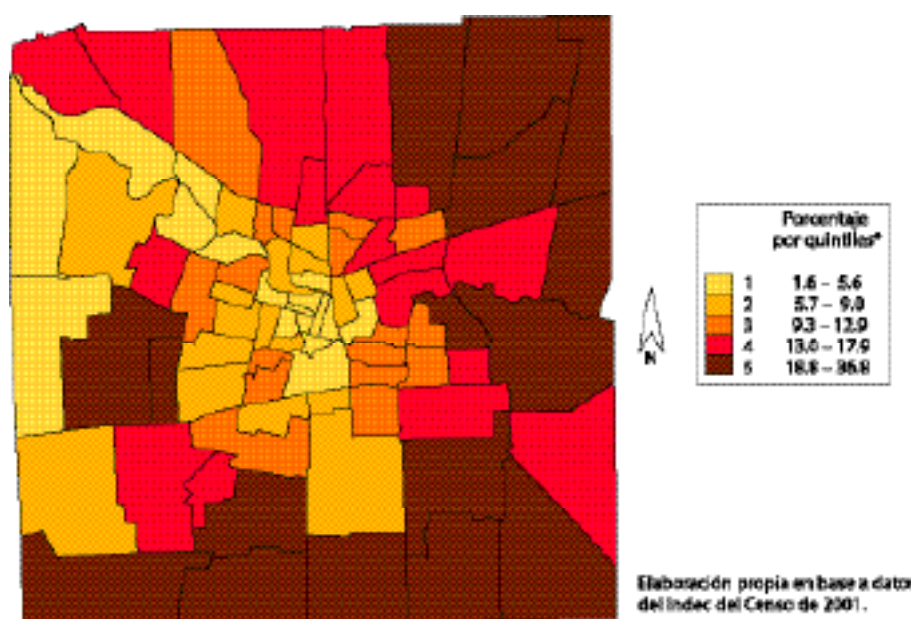 Porcentaje
por quintiles*
1 1.6 – 5.6
2 5.7 – 9.0
3 9.3 – 12.9
4 13.0 – 17.9
5 18.8 – 36.8
N
Elaboración propia en base a datos
del Indec del Censo de 2001.